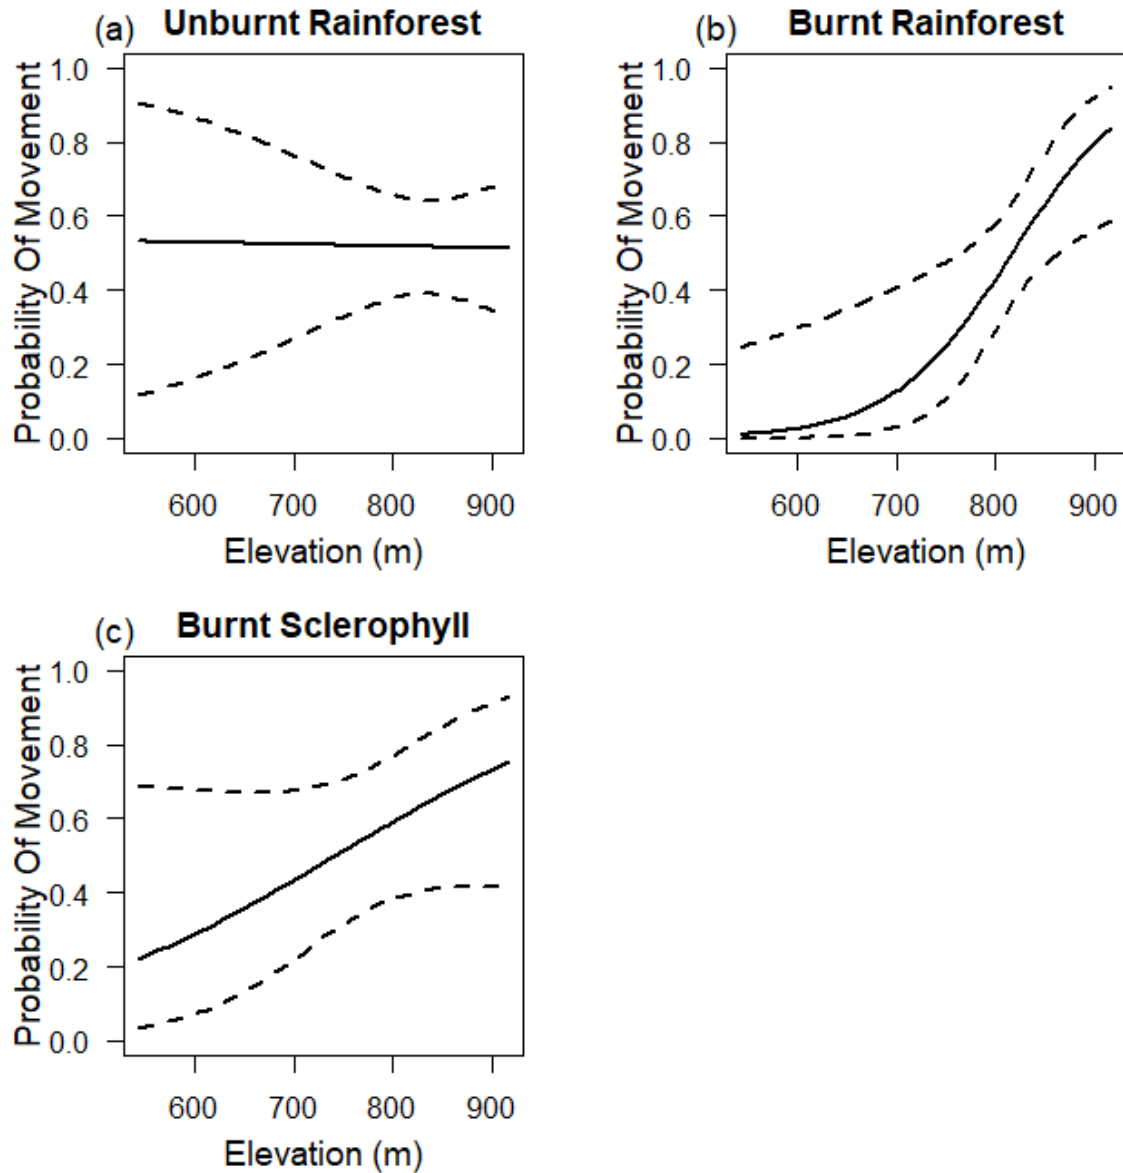 (a) Unburnt Rainforest
Probability Of Movement
1.0
0.8
0.6
0.4
0.2
0.0
600 700 800 900
Elevation (m)
(b) Burnt Rainforest
Probability Of Movement
1.0
0.8
0.6
0.4
0.2
0.0
600 700 800 900
Elevation (m)
(c) Burnt Sclerophyll
Probability Of Movement
1.0
0.8
0.6
0.4
0.2
0.0
600 700 800 900
Elevation (m)